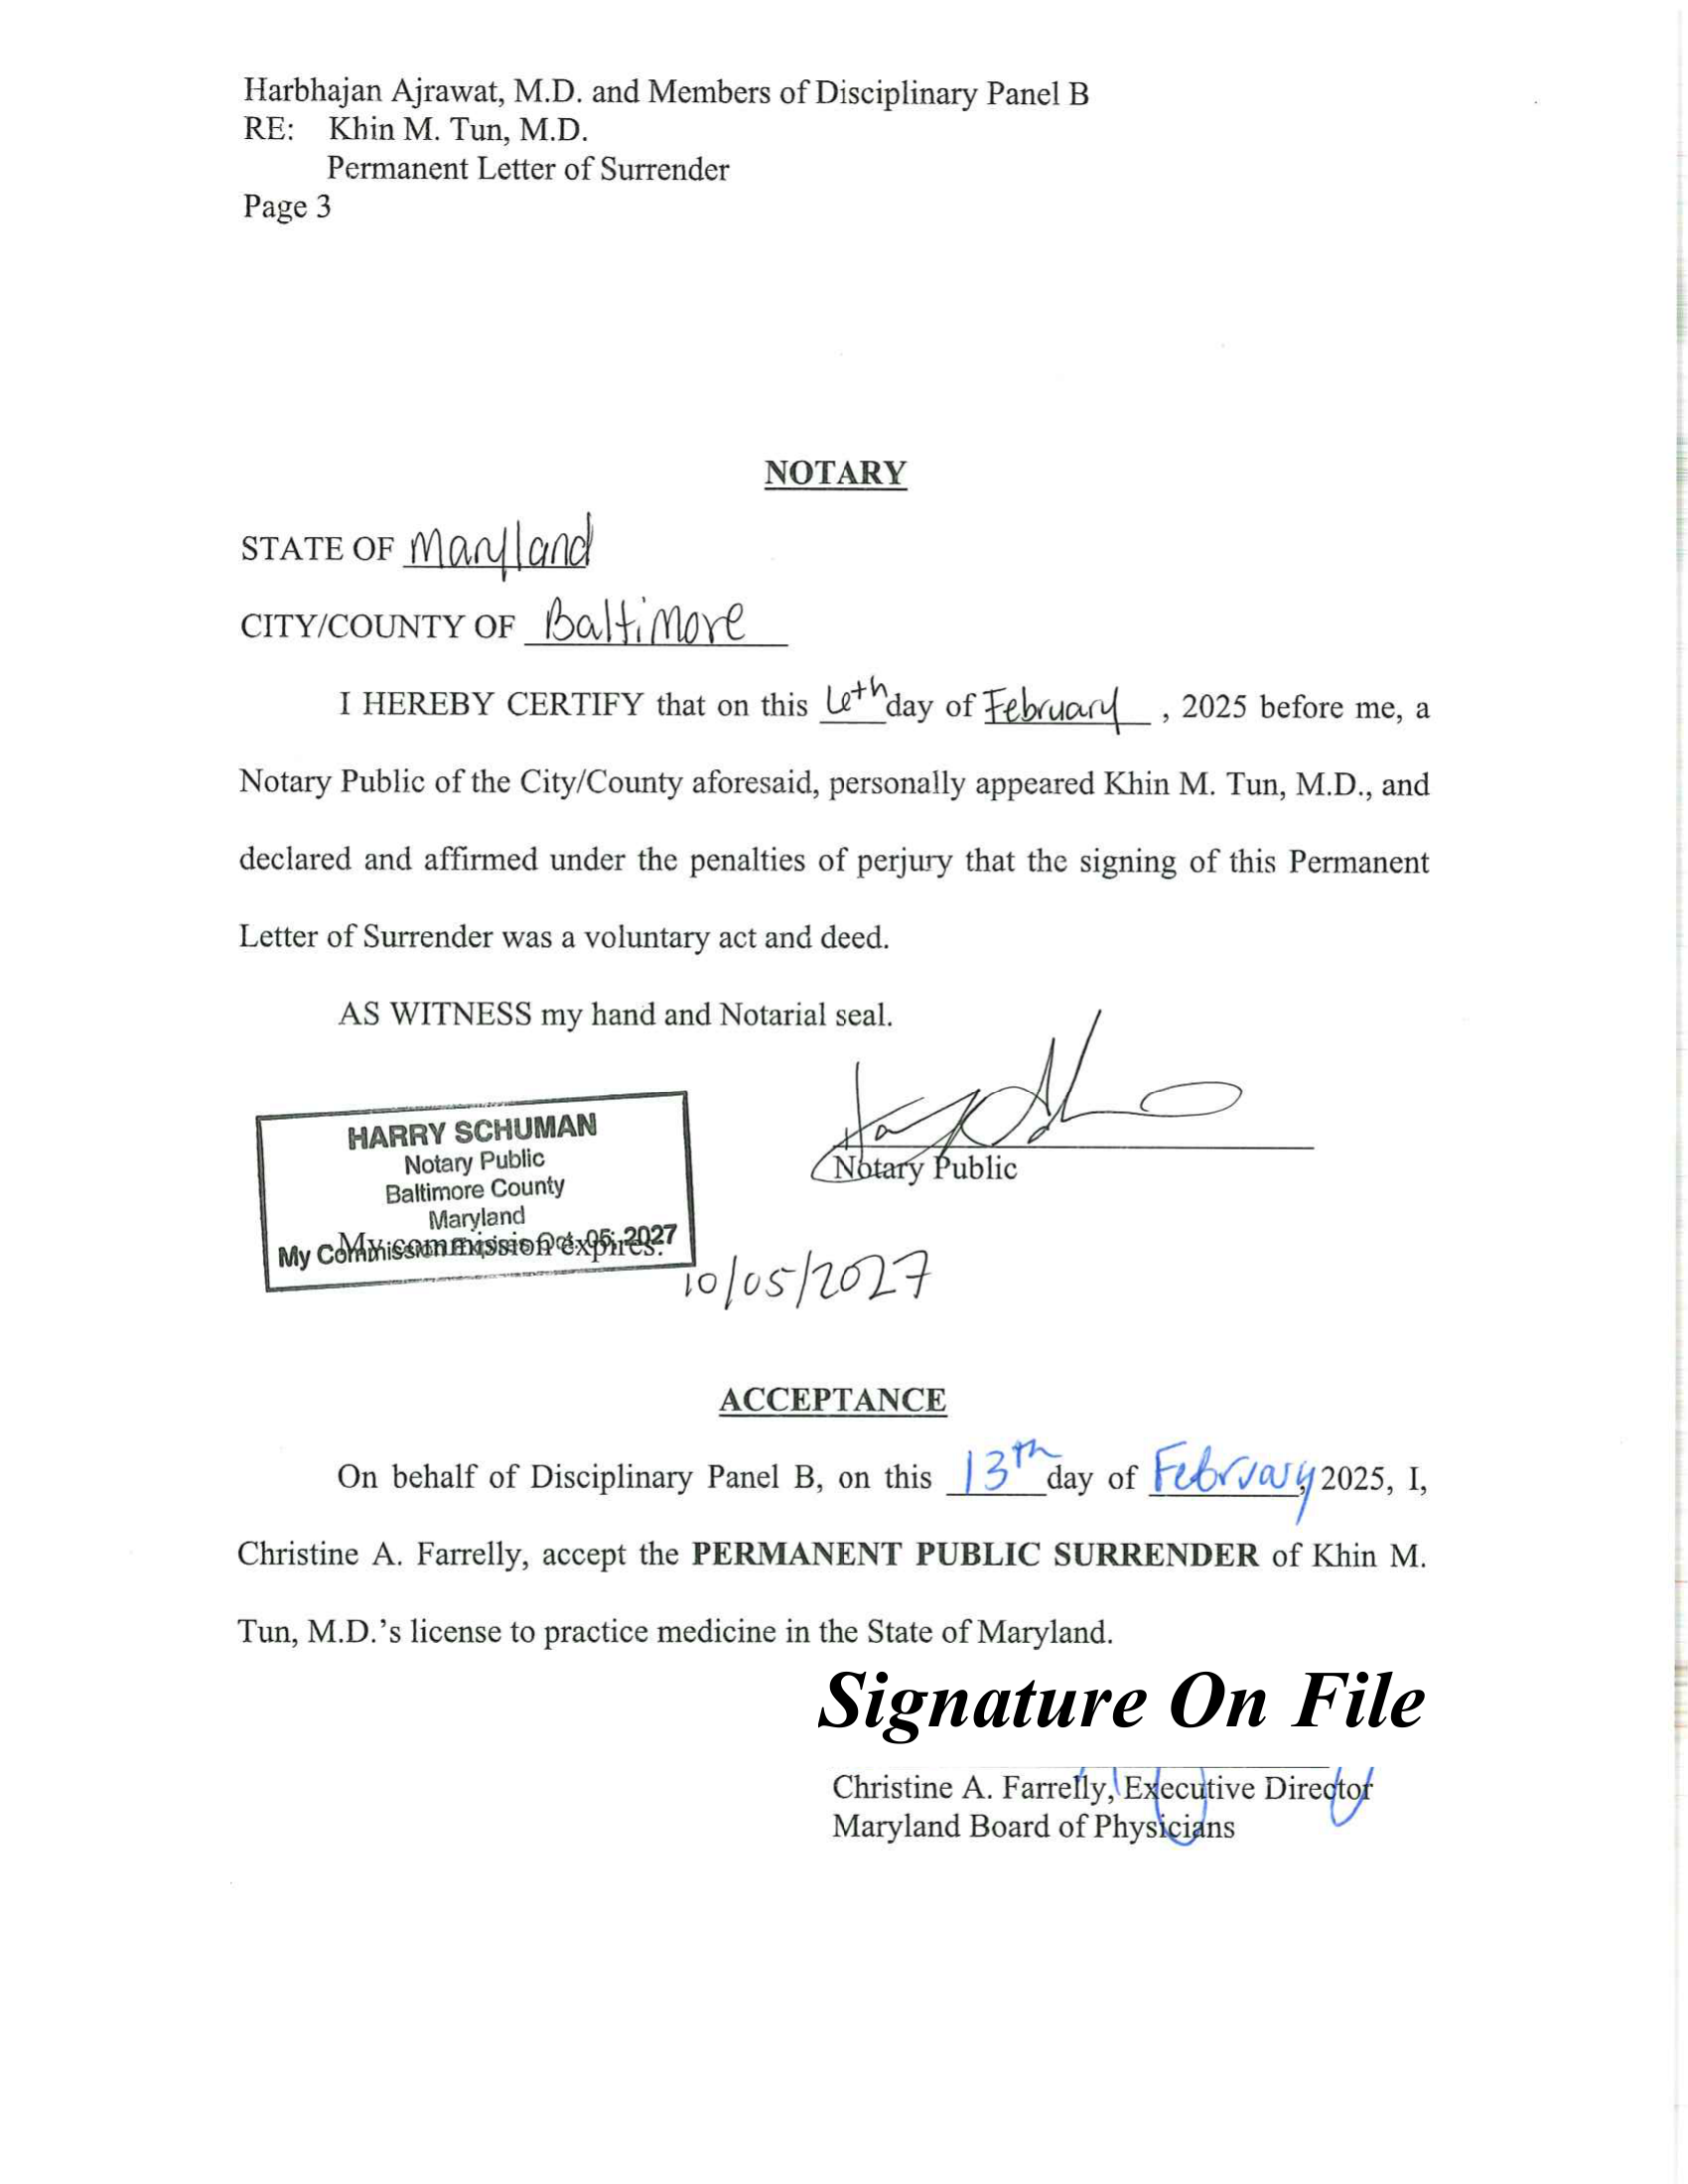 Harbhajan Ajrawat, M.D. and Members of Disciplinary Panel B
RE: Khin M. Tun, M.D.
Permanent Letter of Surrender
Page 3
NOTARY
STATE OF Maryland
CITY/COUNTY OF Baltimore
I HEREBY CERTIFY that on this 6th day of February , 2025 before me, a
Notary Public of the City/County aforesaid, personally appeared Khin M. Tun, M.D., and
declared and affirmed under the penalties of perjury that the signing of this Permanent
Letter of Surrender was a voluntary act and deed.
AS WITNESS my hand and Notarial seal.
HARRY SCHUMAN
Notary Public
Baltimore County
Maryland
My Commission Expires Oct. 05, 2027
Notary Public
My commission expires:
10/05/2027
ACCEPTANCE
On behalf of Disciplinary Panel B, on this 13th day of February, 2025, I,
Christine A. Farrelly, accept the PERMANENT PUBLIC SURRENDER of Khin M.
Tun, M.D.'s license to practice medicine in the State of Maryland.
Signature On File
Christine A. Farrelly, Executive Director
Maryland Board of Physicians